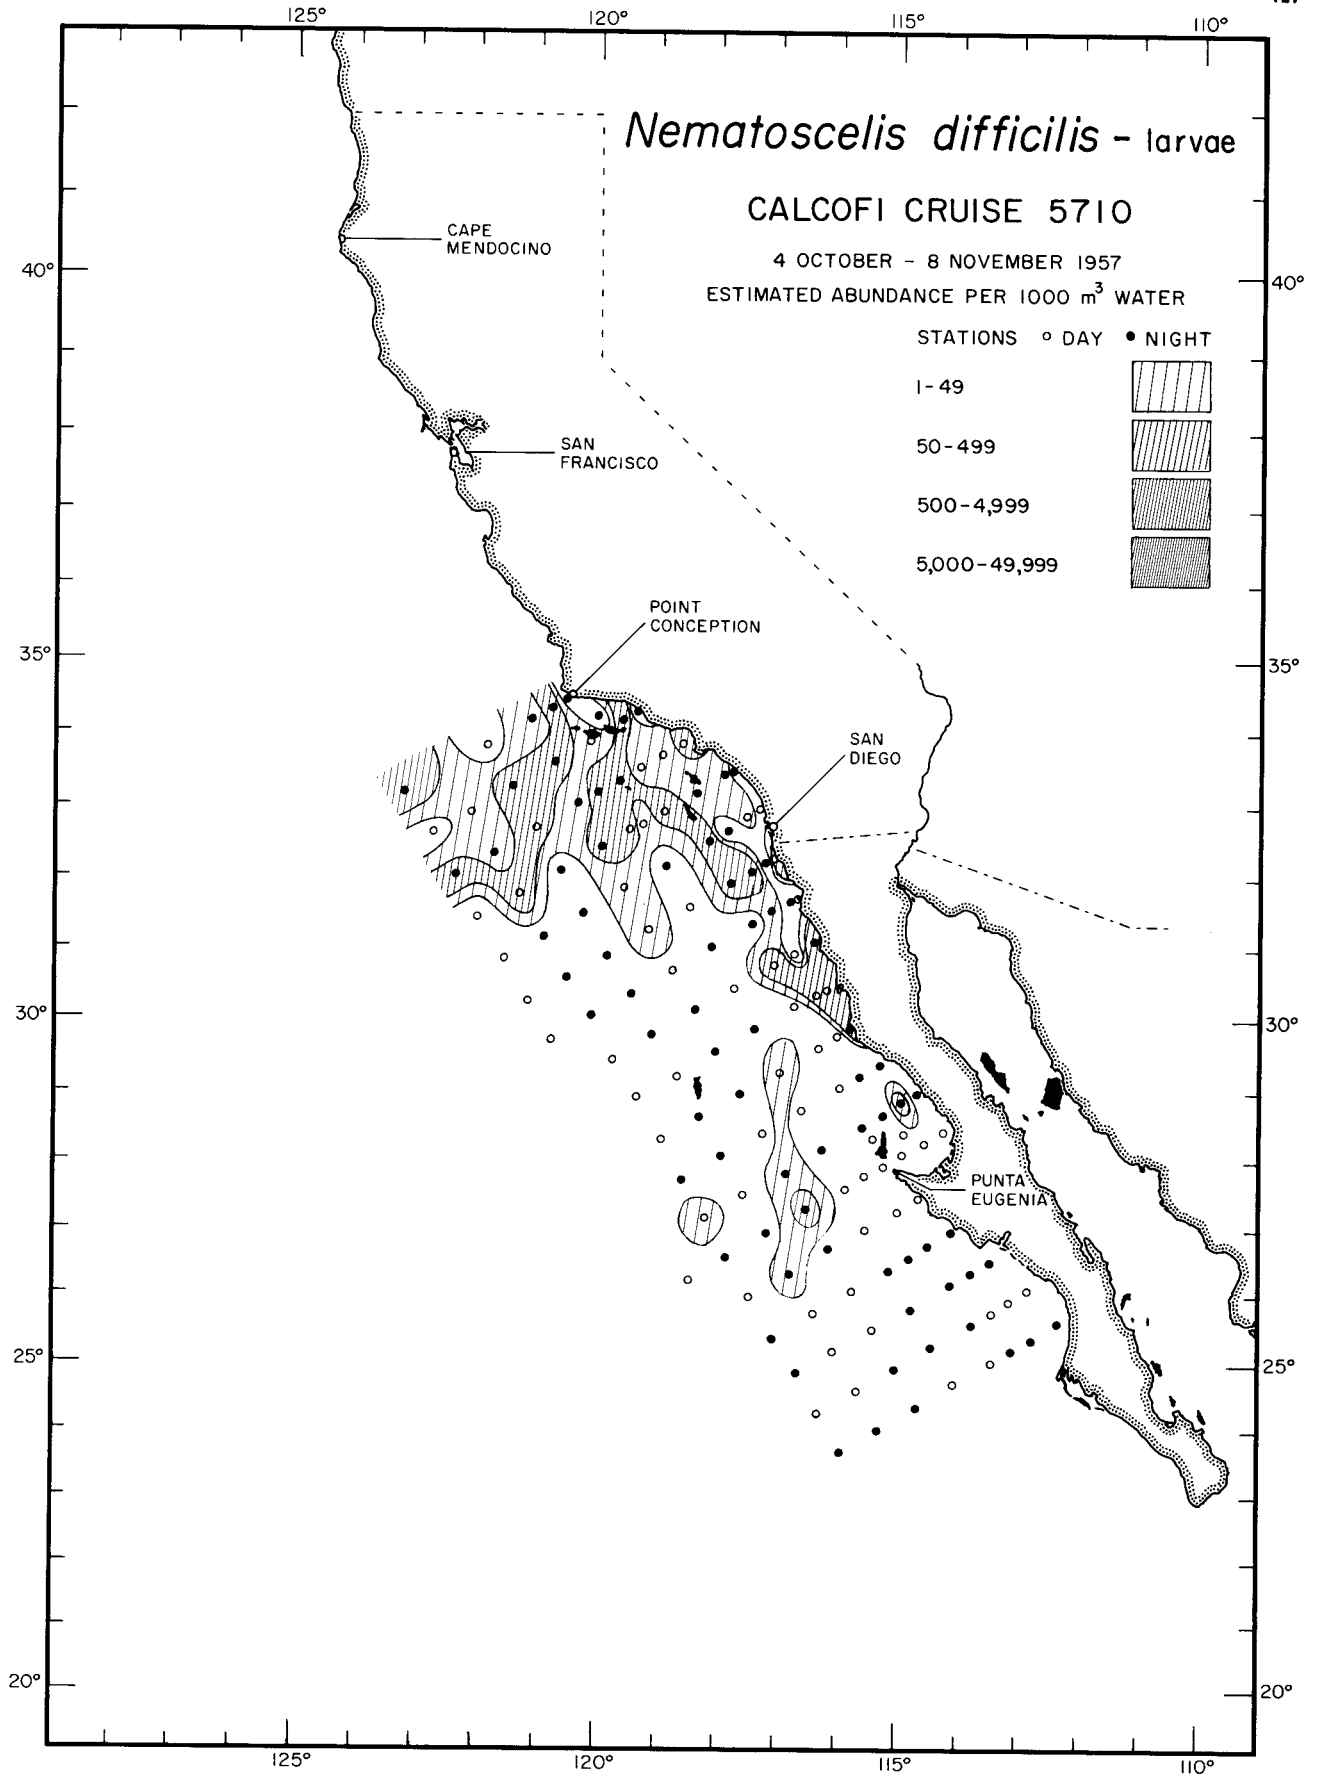 125° 120° 115° 110°
Nematoscelis difficilis - larvae
CALCOFI CRUISE 5710
4 OCTOBER - 8 NOVEMBER 1957
ESTIMATED ABUNDANCE PER 1000 m³ WATER
STATIONS ○ DAY ● NIGHT
1-49
50-499
500-4,999
5,000-49,999
CAPE
MENDOCINO
40° 40°
SAN
FRANCISCO
POINT
CONCEPTION
35° 35°
SAN
DIEGO
30° 30°
PUNTA
EUGENIA
25° 25°
20° 20°
125° 120° 115° 110°